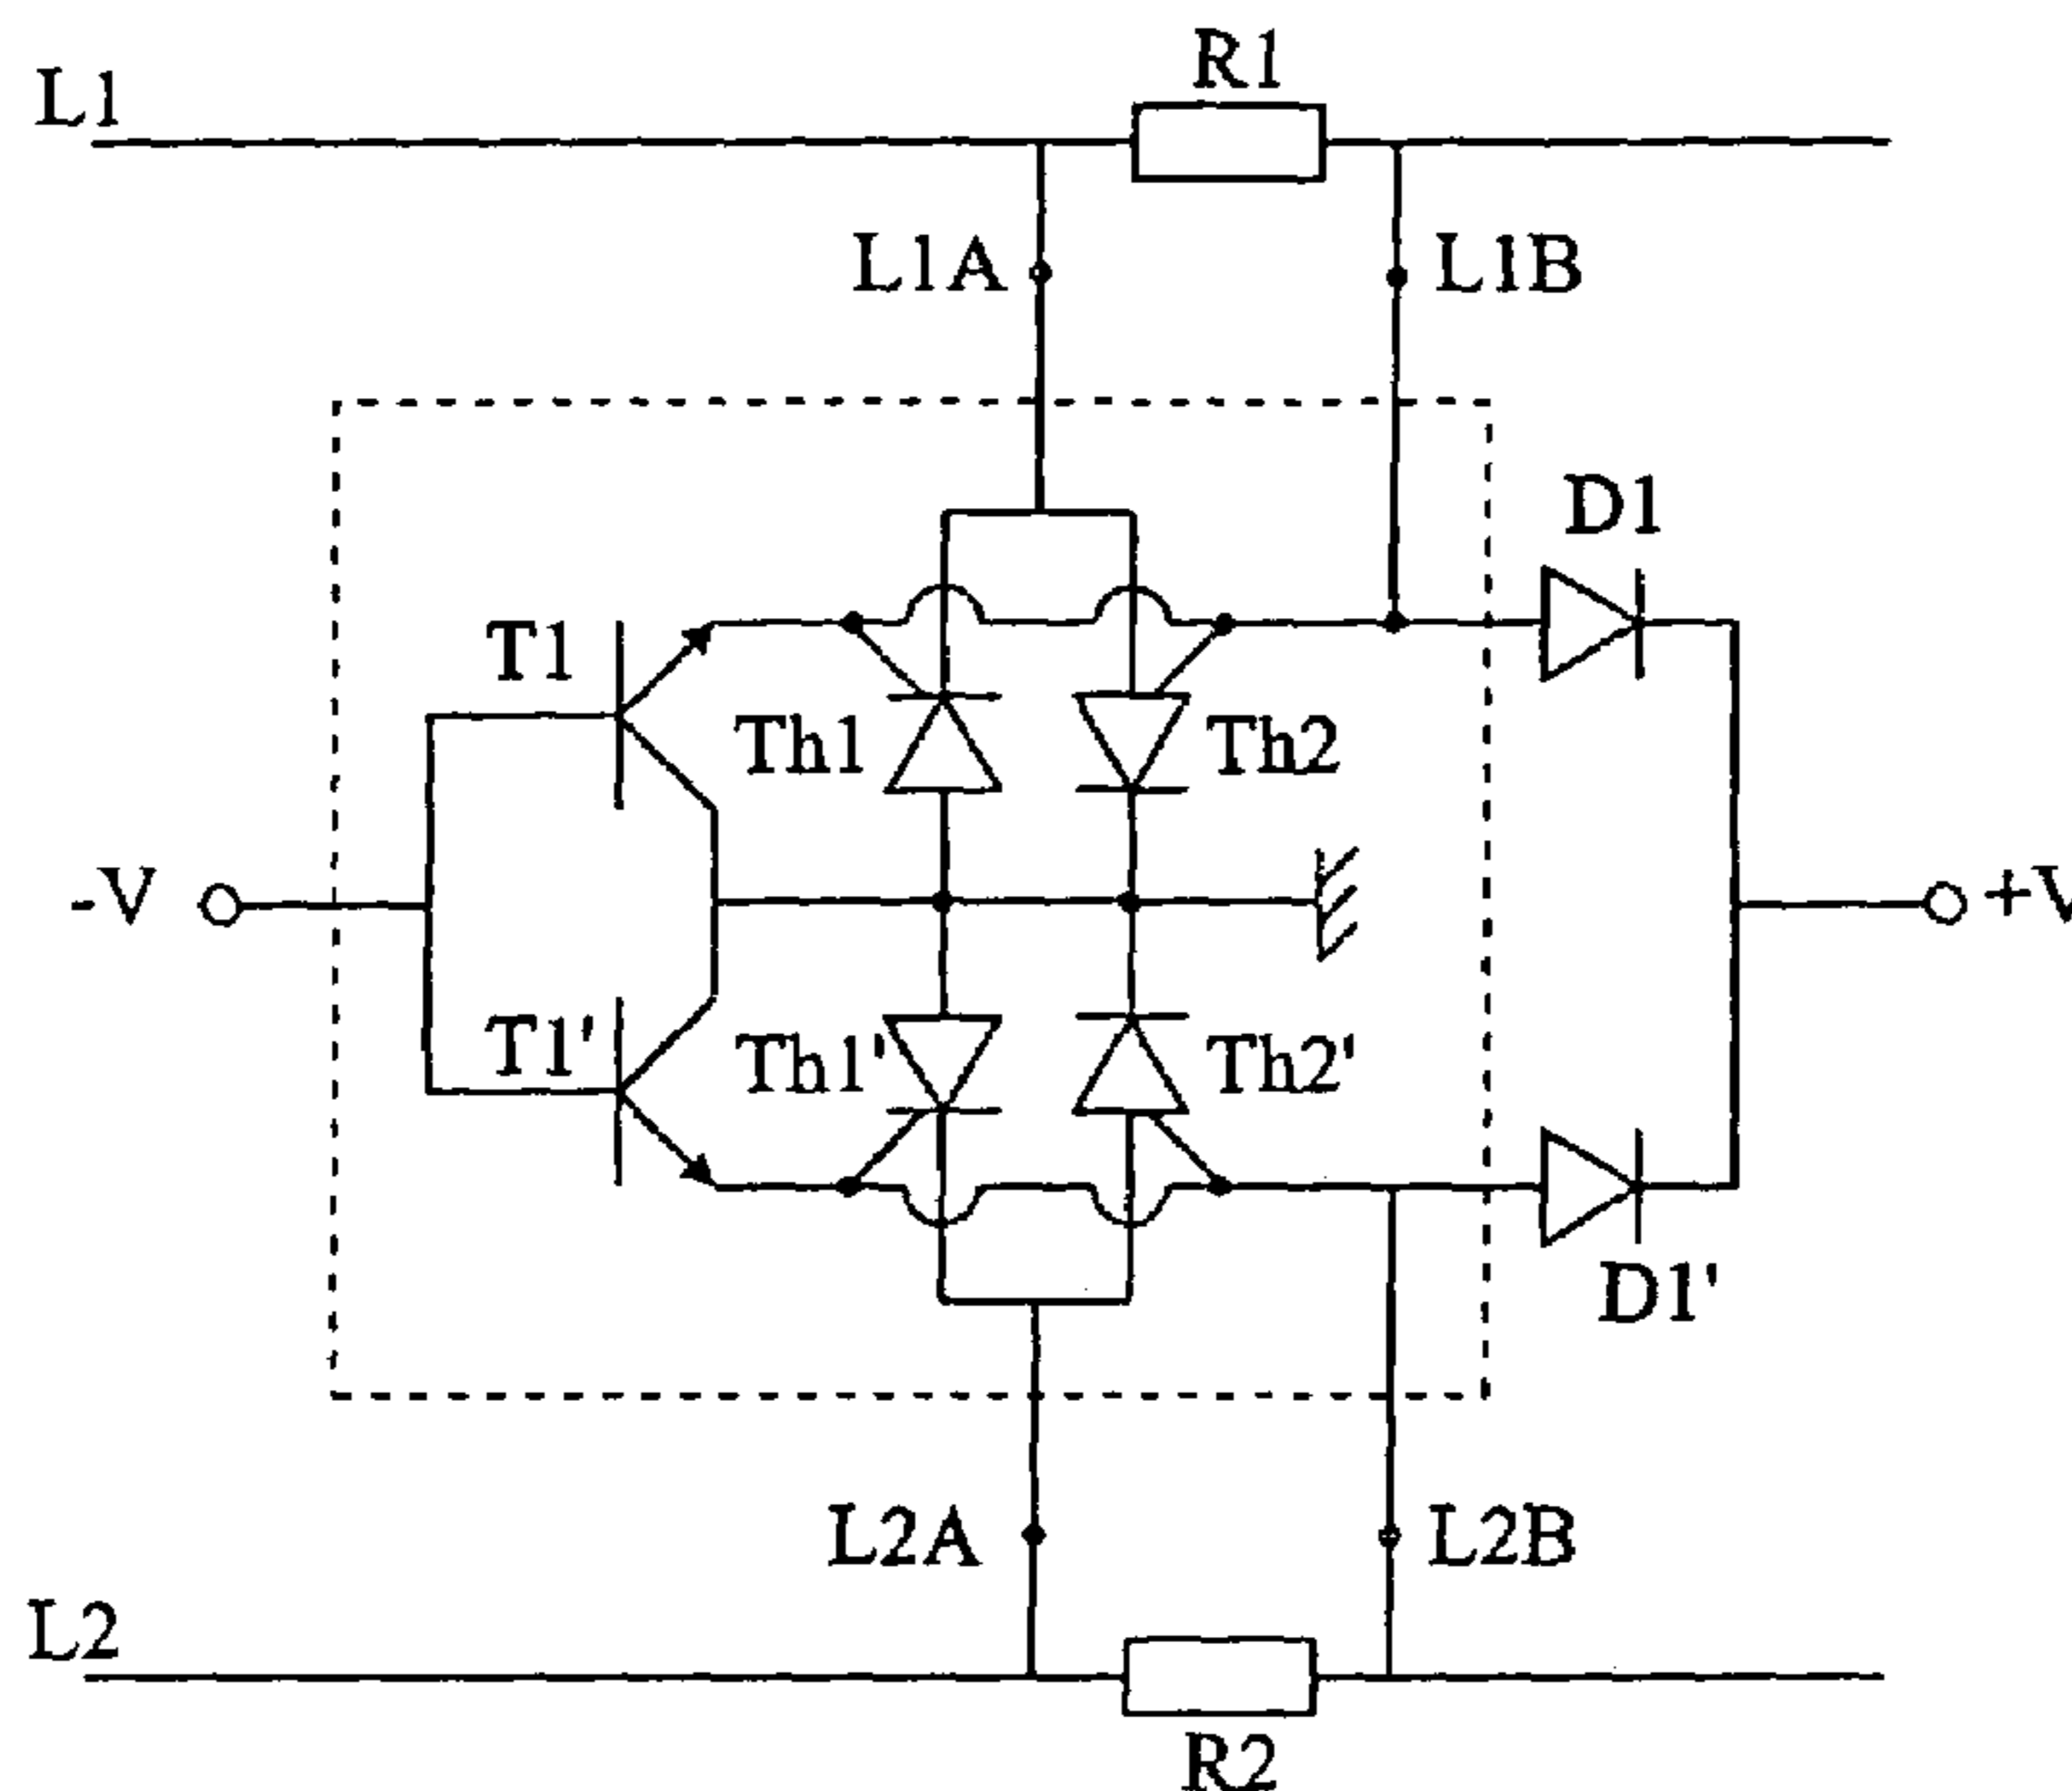 R1
L1
L1A
L1B
D1
T1
Th1
Th2
-V
+V
T1'
Th1'
Th2'
D1'
L2A
L2B
L2
R2